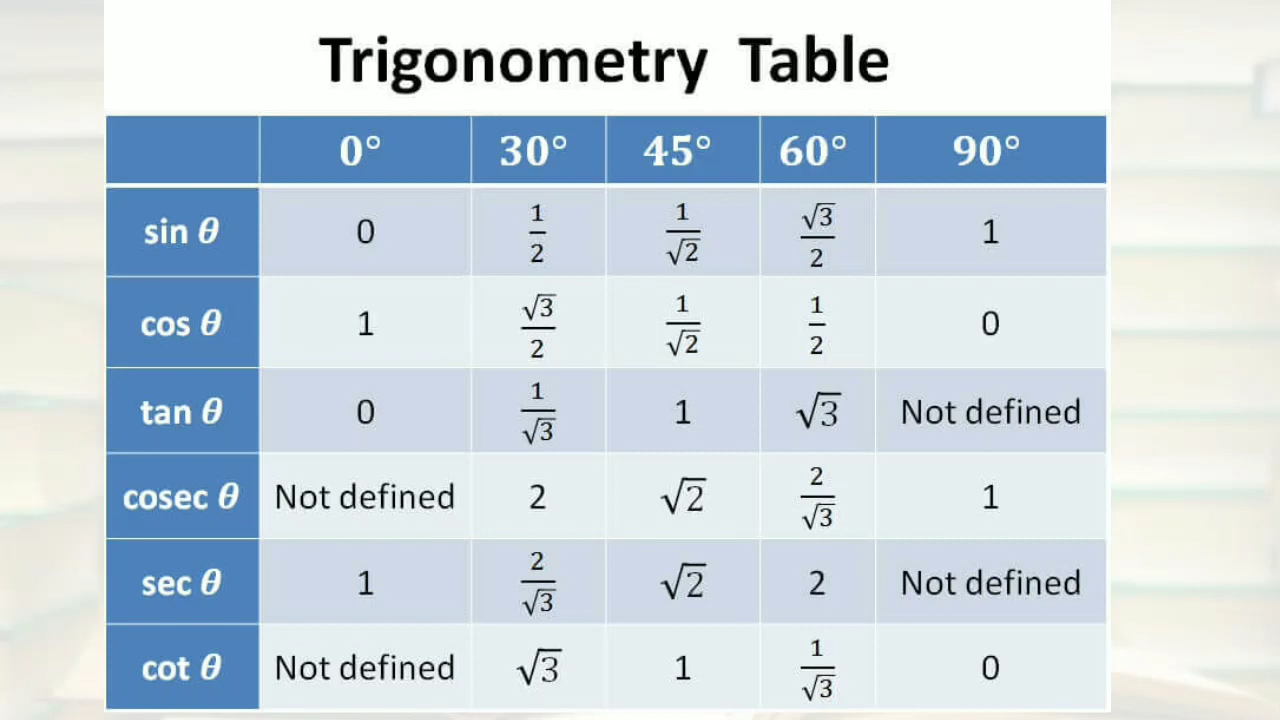 Trigonometry Table
0° 30° 45° 60° 90°
sin θ 0 1/2 1/√2 √3/2 1
cos θ 1 √3/2 1/√2 1/2 0
tan θ 0 1/√3 1 √3 Not defined
cosec θ Not defined 2 √2 2/√3 1
sec θ 1 2/√3 √2 2 Not defined
cot θ Not defined √3 1 1/√3 0